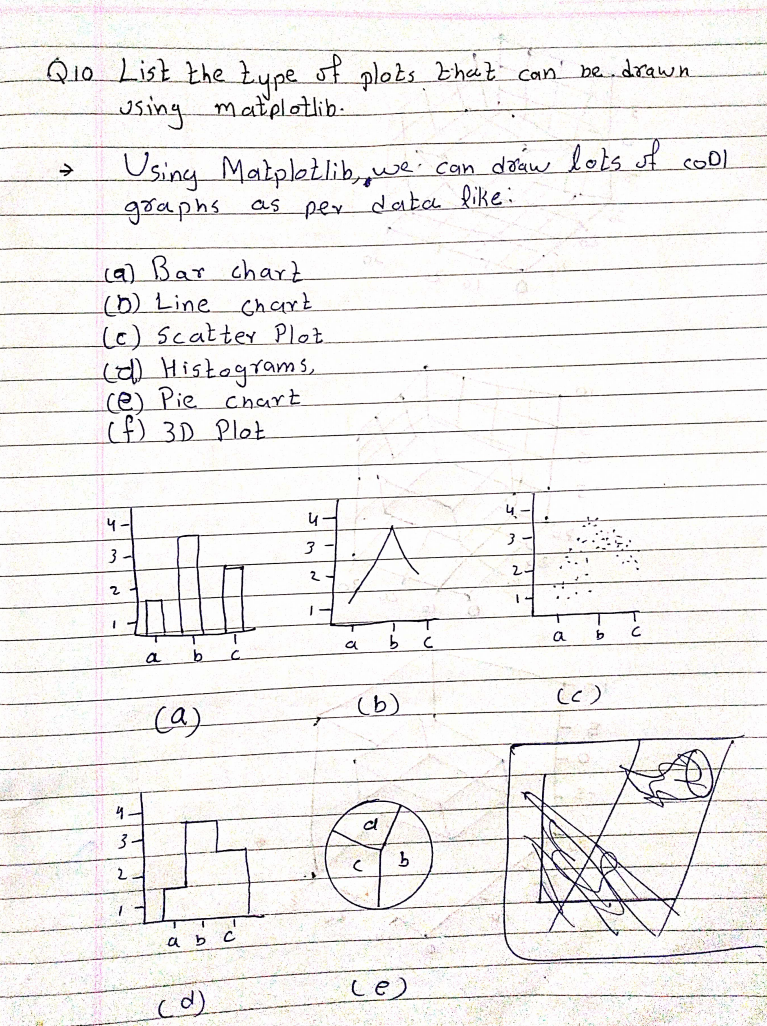 Q10 List the type of plots that can be drawn
using matplotlib.
→ Using Matplotlib, we can draw lots of cool
graphs as per data like:
(a) Bar chart
(b) Line chart
(c) Scatter Plot
(d) Histograms,
(e) Pie chart
(f) 3D Plot
4
3
2
1
a b c
(a)
4
3
2
1
a b c
(b)
4
3
2
1
a b c
(c)
4
3
2
1
a b c
(d)
a
c b
(e)